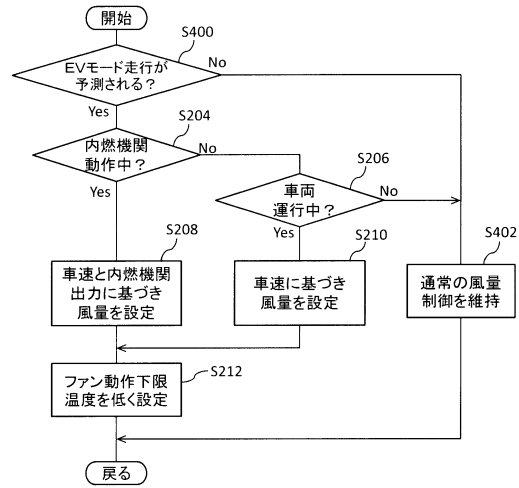 開始
S400
EVモード走行が
予測される?
No
Yes
S204
内燃機関
動作中?
No
Yes
S206
車両
運行中?
No
Yes
S208
車速と内燃機関
出力に基づき
風量を設定
S210
車速に基づき
風量を設定
S402
通常の風量
制御を維持
S212
ファン動作下限
温度を低く設定
戻る